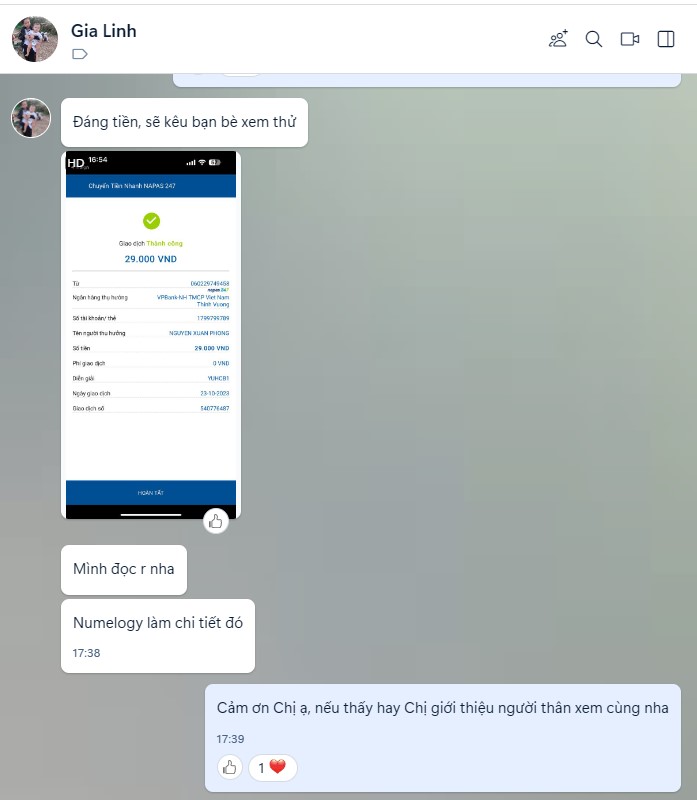 Gia Linh
Đáng tiền, sẽ kêu bạn bè xem thử
HD 16:54
Chuyển Tiền Nhanh NAPAS 247
Giao dịch Thành công
29.000 VND
Từ 060229749458
napas 247
Ngân hàng thụ hưởng VPBank-NH TMCP Viet Nam
Thinh Vuong
Số tài khoản/ thẻ 1799799789
Tên người thụ hưởng NGUYEN XUAN PHONG
Số tiền 29.000 VND
Phí giao dịch 0 VND
Diễn giải YUHCB1
Ngày giao dịch 23-10-2023
Giao dịch số 540776487
HOÀN TẤT
Mình đọc r nha
Numelogy làm chi tiết đó
17:38
Cảm ơn Chị ạ, nếu thấy hay Chị giới thiệu người thân xem cùng nha
17:39
1